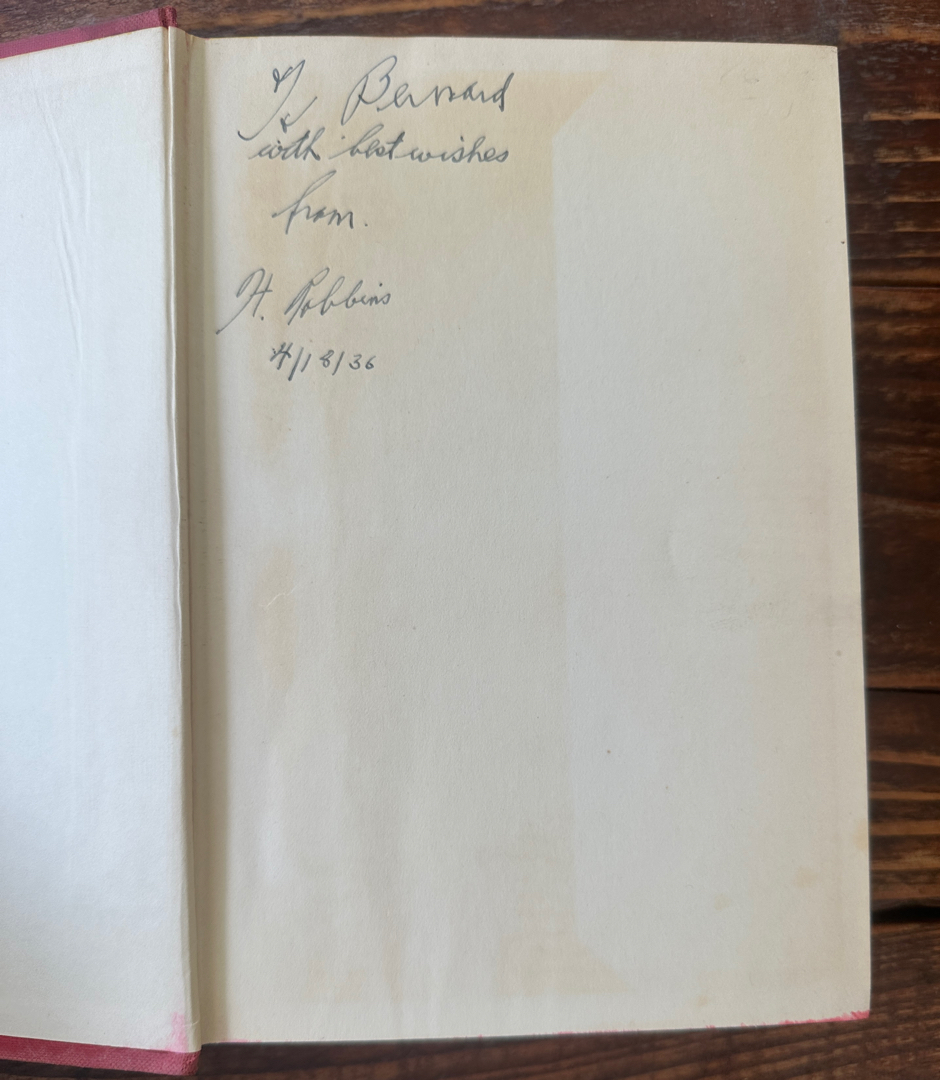 To Bernard
with best wishes
from.
H. Robbins
4/18/36